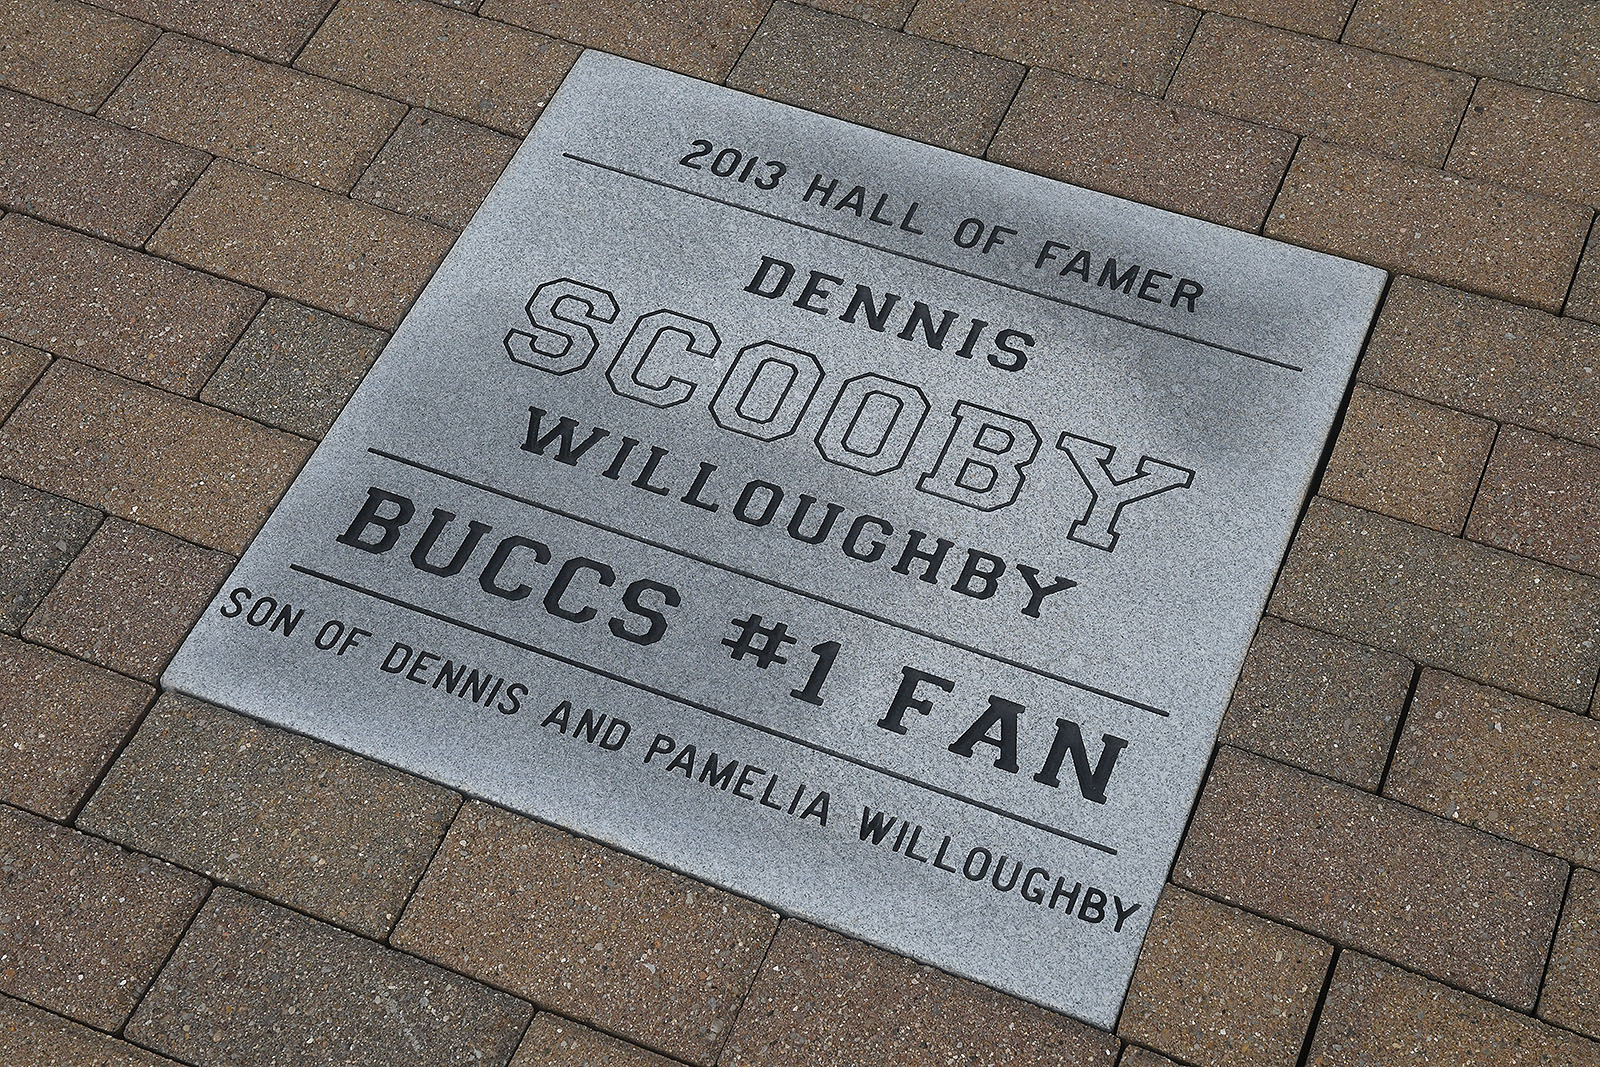 2013 HALL OF FAMER
DENNIS
SCOOBY
WILLOUGHBY
BUCCS #1 FAN
SON OF DENNIS AND PAMELIA WILLOUGHBY